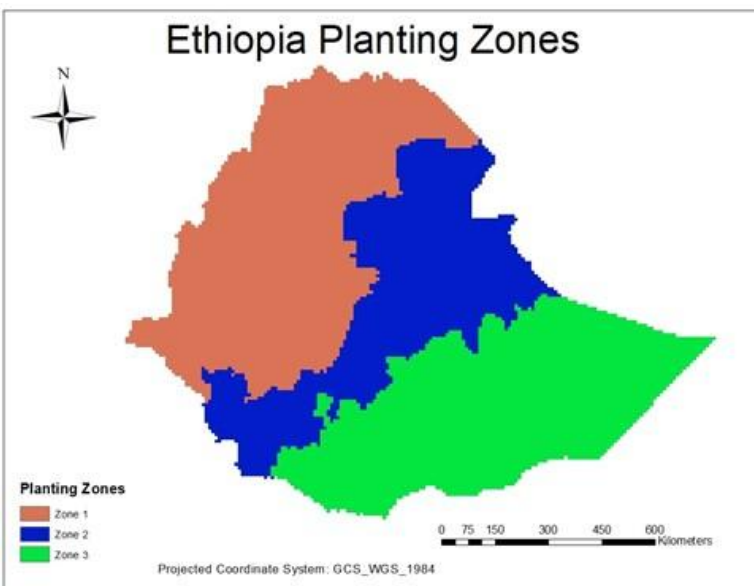 Ethiopia Planting Zones
N
Planting Zones
Zone 1
Zone 2
Zone 3
0 75 150 300 450 600
Kilometers
Projected Coordinate System: GCS_WGS_1984